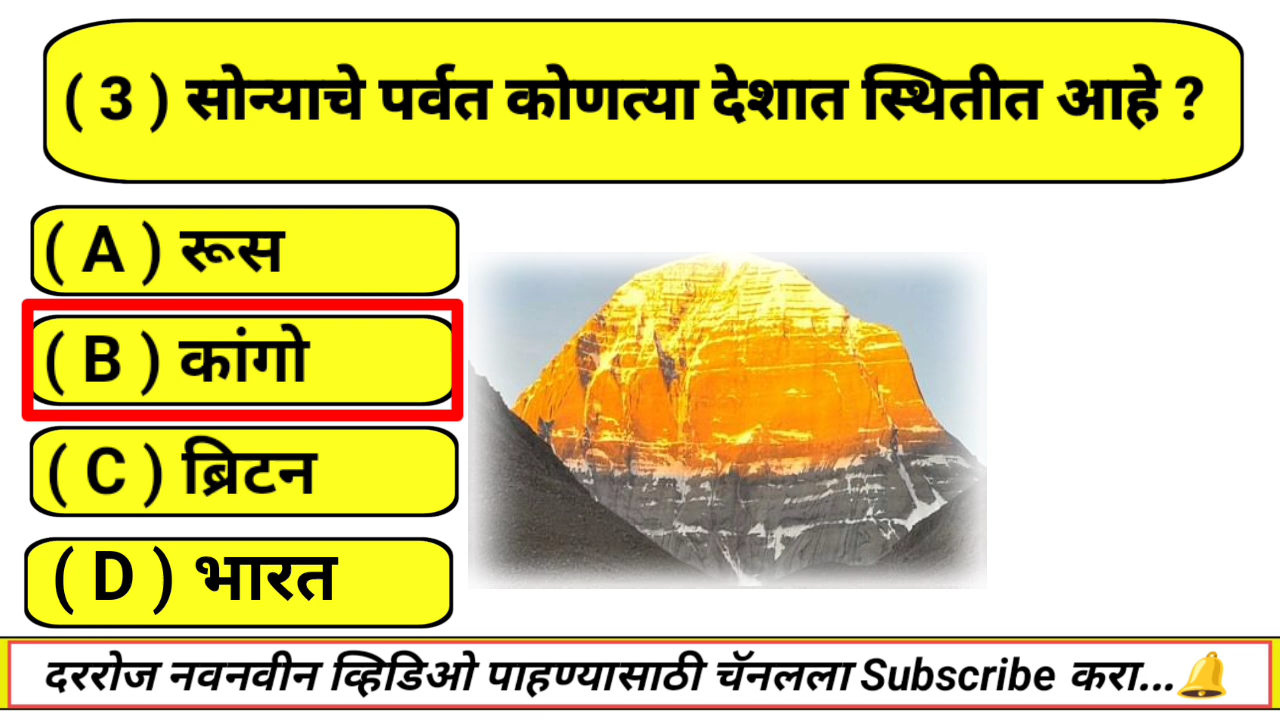 ( 3 ) सोन्याचे पर्वत कोणत्या देशात स्थितीत आहे ?
( A ) रूस
( B ) कांगो
( C ) ब्रिटन
( D ) भारत
दररोज नवनवीन व्हिडिओ पाहण्यासाठी चॅनलला Subscribe करा...🔔